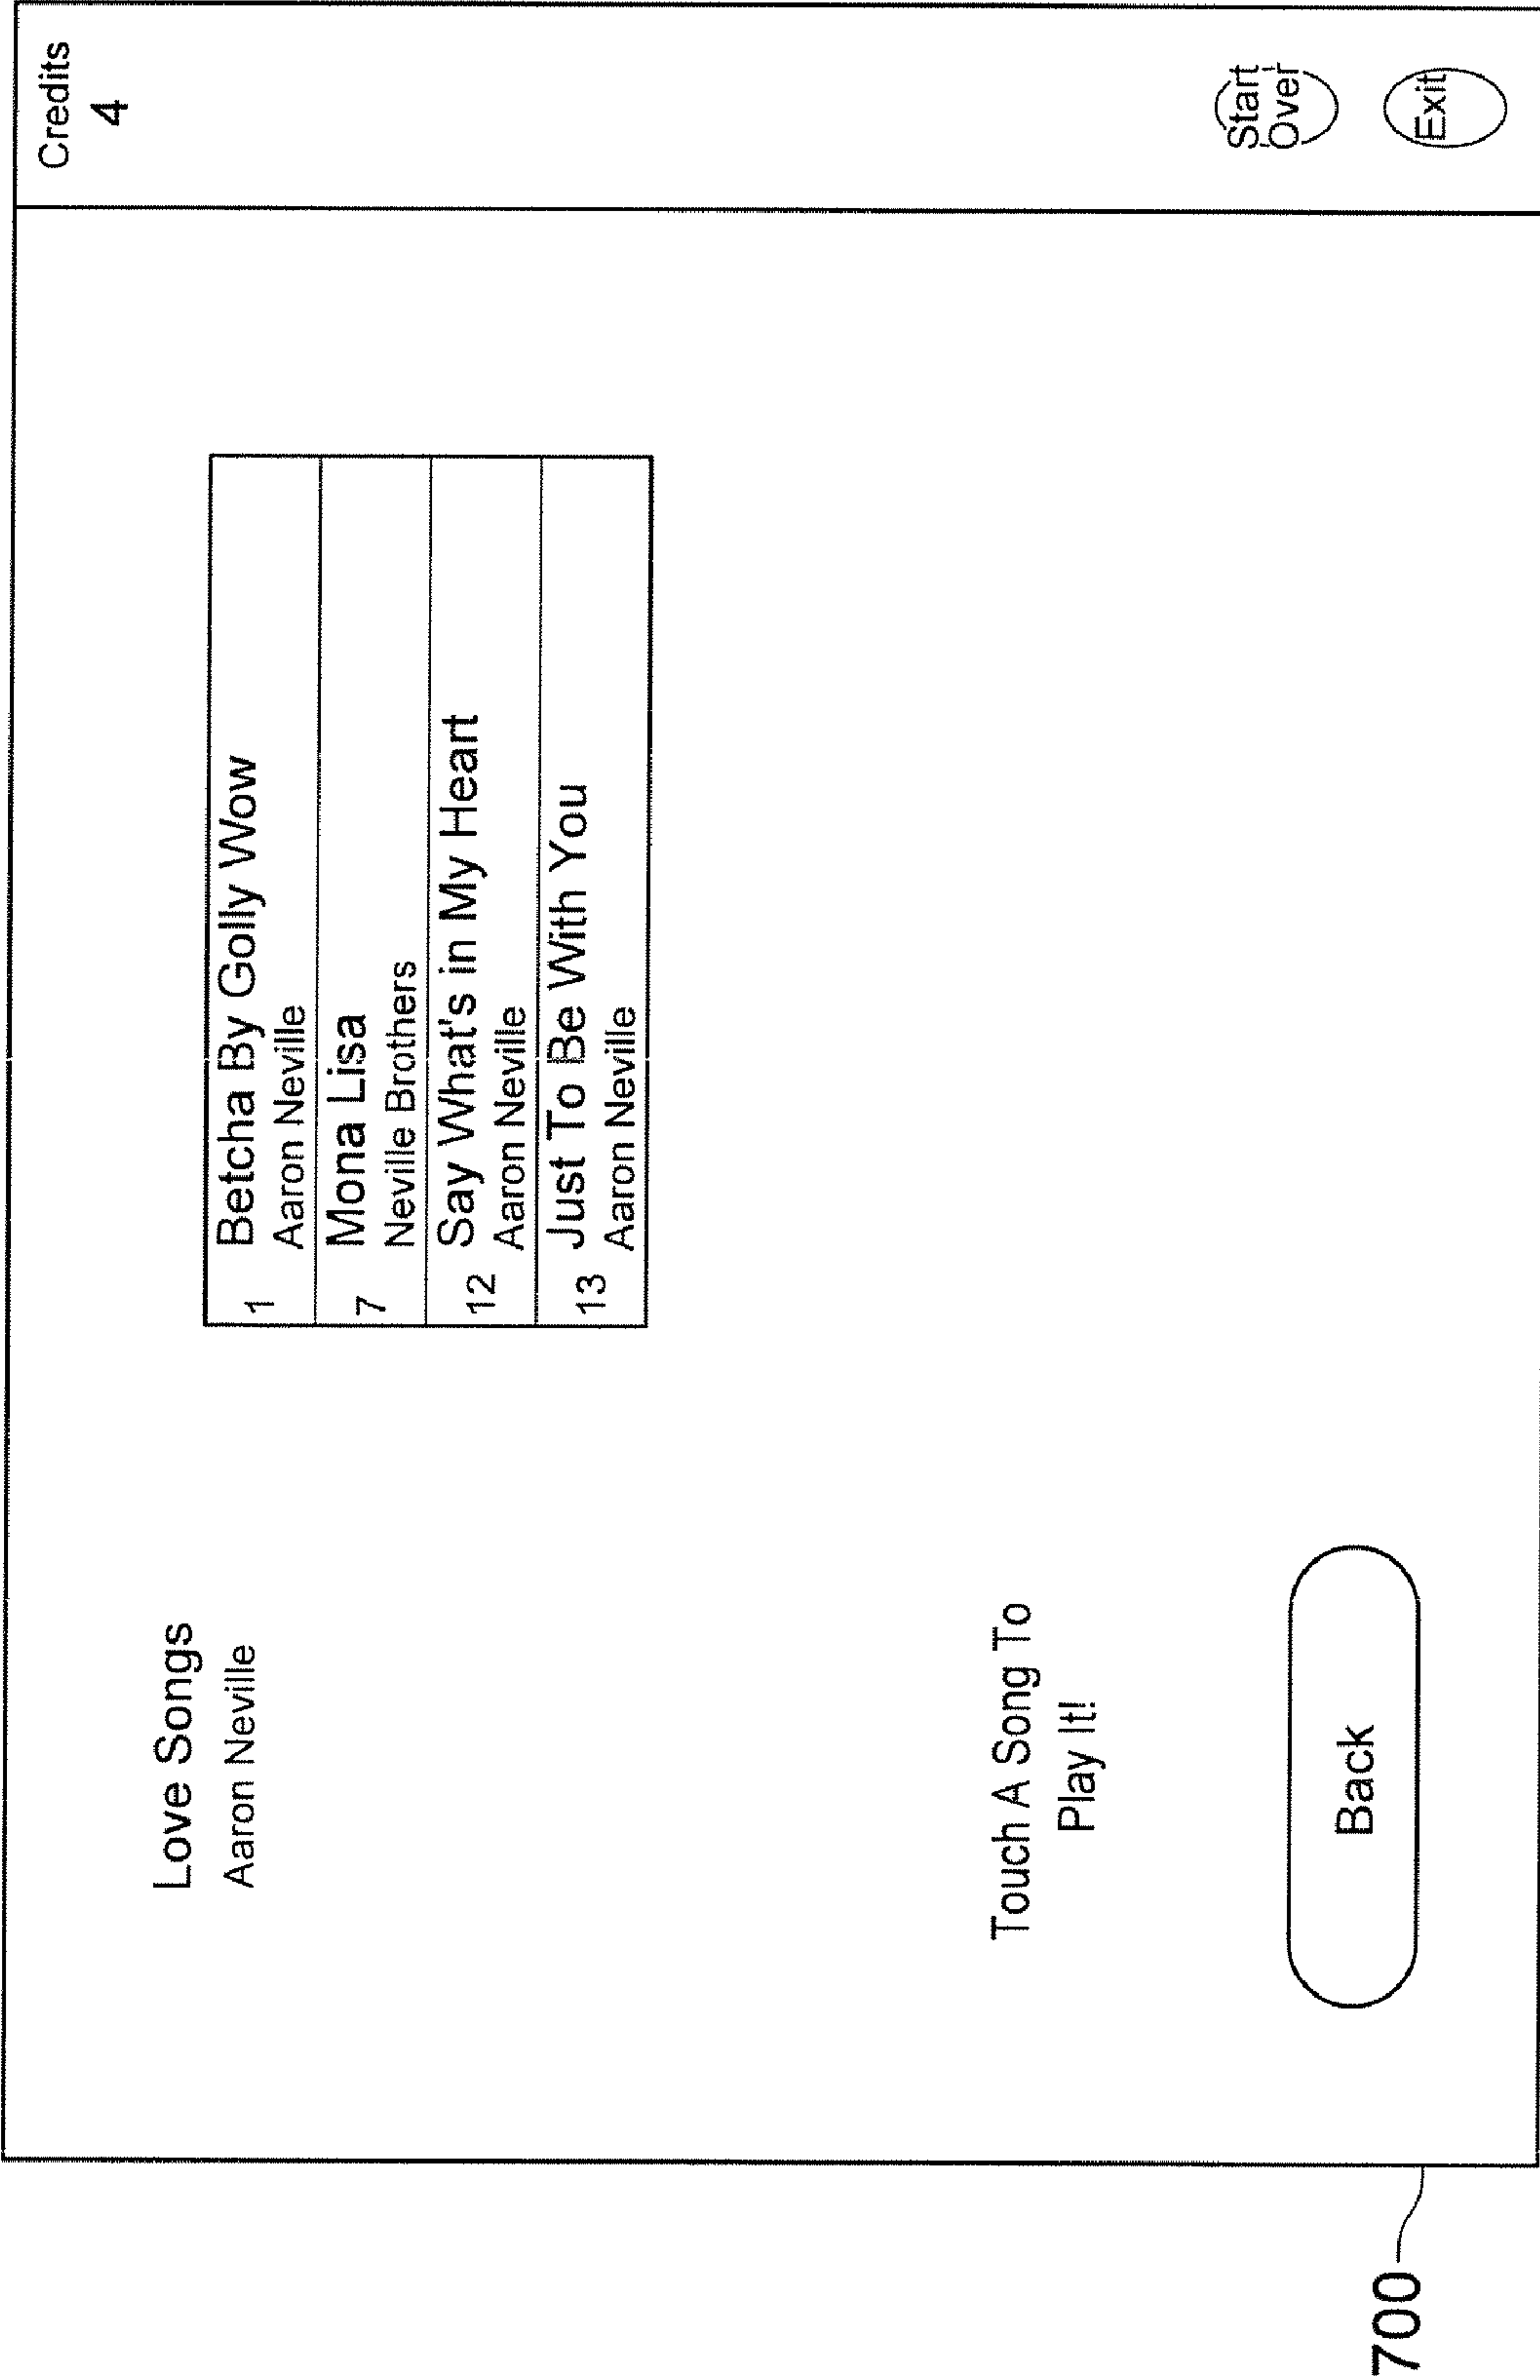 Love Songs
Aaron Neville
1 Betcha By Golly Wow
Aaron Neville
7 Mona Lisa
Neville Brothers
12 Say What's in My Heart
Aaron Neville
13 Just To Be With You
Aaron Neville
Touch A Song To
Play It!
Back
Credits
4
Start
Over
Exit
700